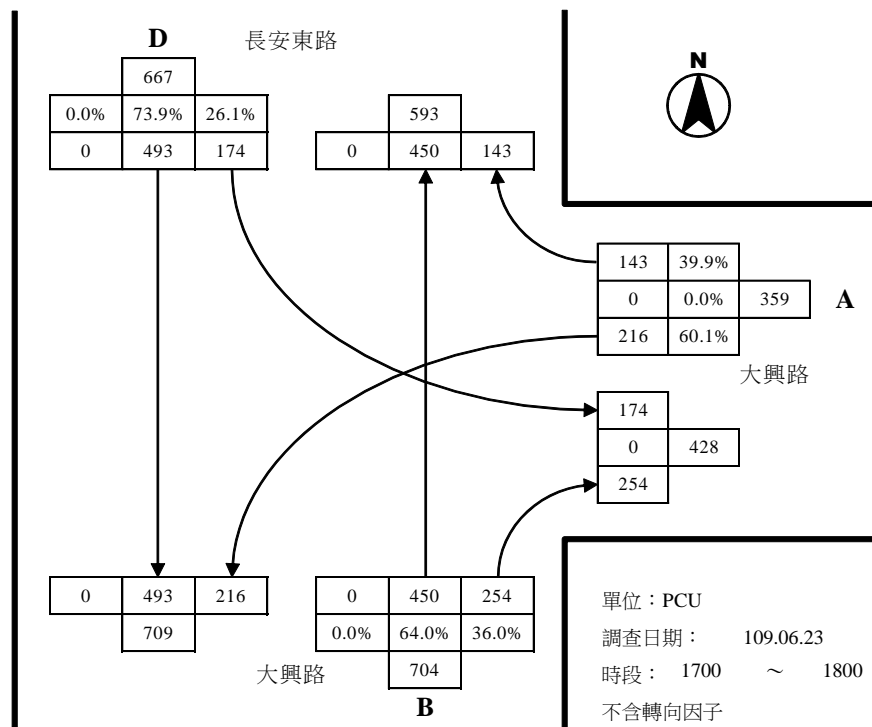 D
長安東路
N
667
0.0% 73.9% 26.1%
0 493 174
593
0 450 143
143 39.9%
0 0.0% 359
216 60.1%
A
大興路
174
0 428
254
0 493 216
709
0 450 254
0.0% 64.0% 36.0%
704
大興路
B
單位：PCU
調查日期： 109.06.23
時段： 1700 ～ 1800
不含轉向因子